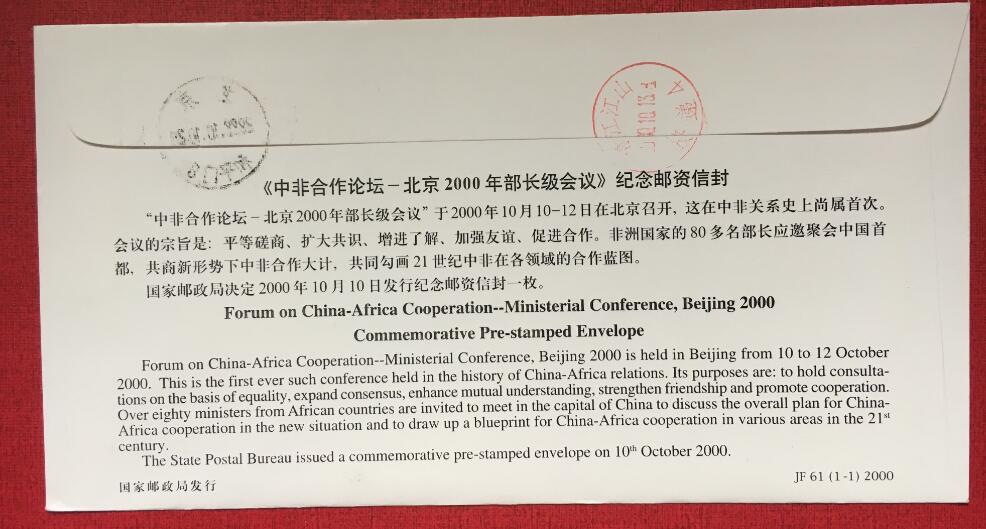 2000.10.10.20
江山
《中非合作论坛－北京2000年部长级会议》纪念邮资信封
“中非合作论坛－北京2000年部长级会议”于2000年10月10-12日在北京召开，这在中非关系史上尚属首次。
会议的宗旨是：平等磋商、扩大共识、增进了解、加强友谊、促进合作。非洲国家的80多名部长应邀聚会中国首
都，共商新形势下中非合作大计，共同勾画21世纪中非在各领域的合作蓝图。
国家邮政局决定2000年10月10日发行纪念邮资信封一枚。
Forum on China-Africa Cooperation--Ministerial Conference, Beijing 2000
Commemorative Pre-stamped Envelope
Forum on China-Africa Cooperation--Ministerial Conference, Beijing 2000 is held in Beijing from 10 to 12 October
2000. This is the first ever such conference held in the history of China-Africa relations. Its purposes are: to hold consulta-
tions on the basis of equality, expand consensus, enhance mutual understanding, strengthen friendship and promote cooperation.
Over eighty ministers from African countries are invited to meet in the capital of China to discuss the overall plan for China-
Africa cooperation in the new situation and to draw up a blueprint for China-Africa cooperation in various areas in the 21st
century.
The State Postal Bureau issued a commemorative pre-stamped envelope on 10th October 2000.
国家邮政局发行
JF 61 (1-1) 2000